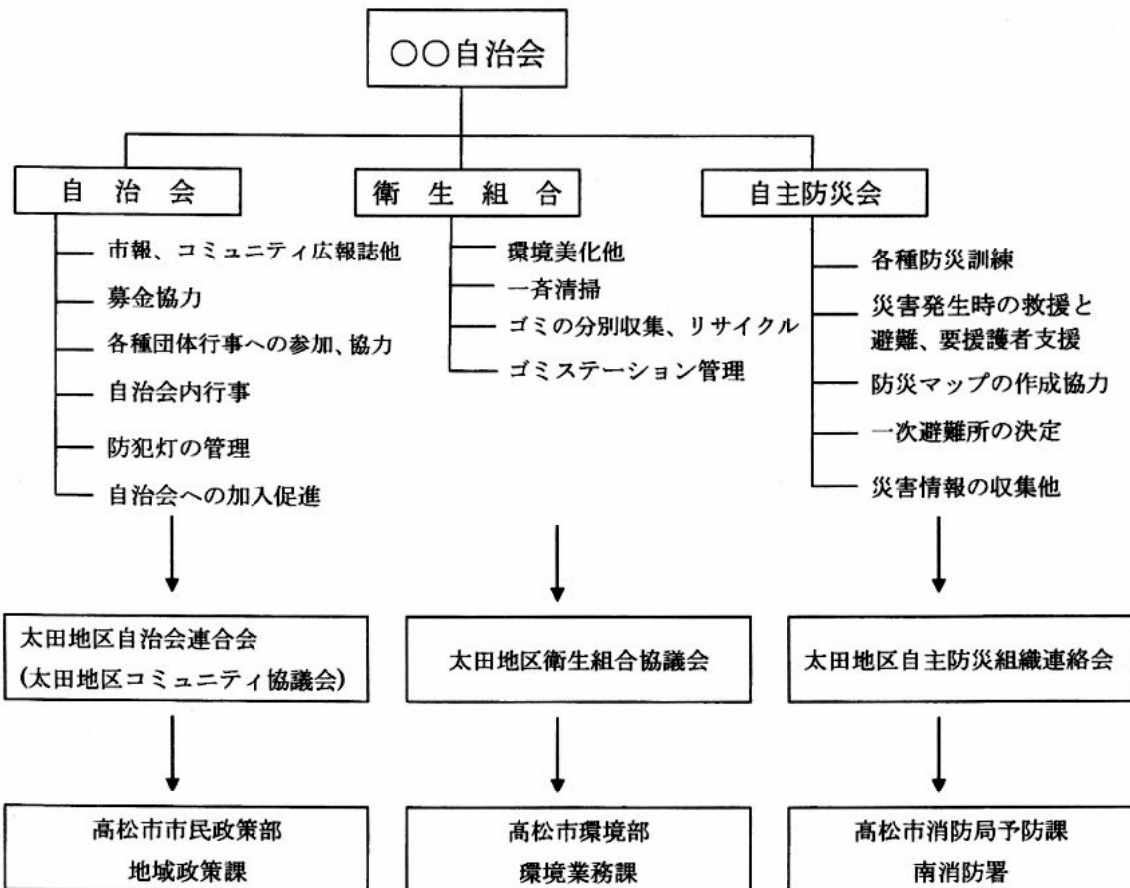 〇〇自治会
自治会
市報、コミュニティ広報誌他
募金協力
各種団体行事への参加、協力
自治会内行事
防犯灯の管理
自治会への加入促進
衛生組合
環境美化他
一斉清掃
ゴミの分別収集、リサイクル
ゴミステーション管理
自主防災会
各種防災訓練
災害発生時の救援と
避難、要援護者支援
防災マップの作成協力
一次避難所の決定
災害情報の収集他
太田地区自治会連合会
(太田地区コミュニティ協議会)
太田地区衛生組合協議会
太田地区自主防災組織連絡会
高松市市民政策部
地域政策課
高松市環境部
環境業務課
高松市消防局予防課
南消防署